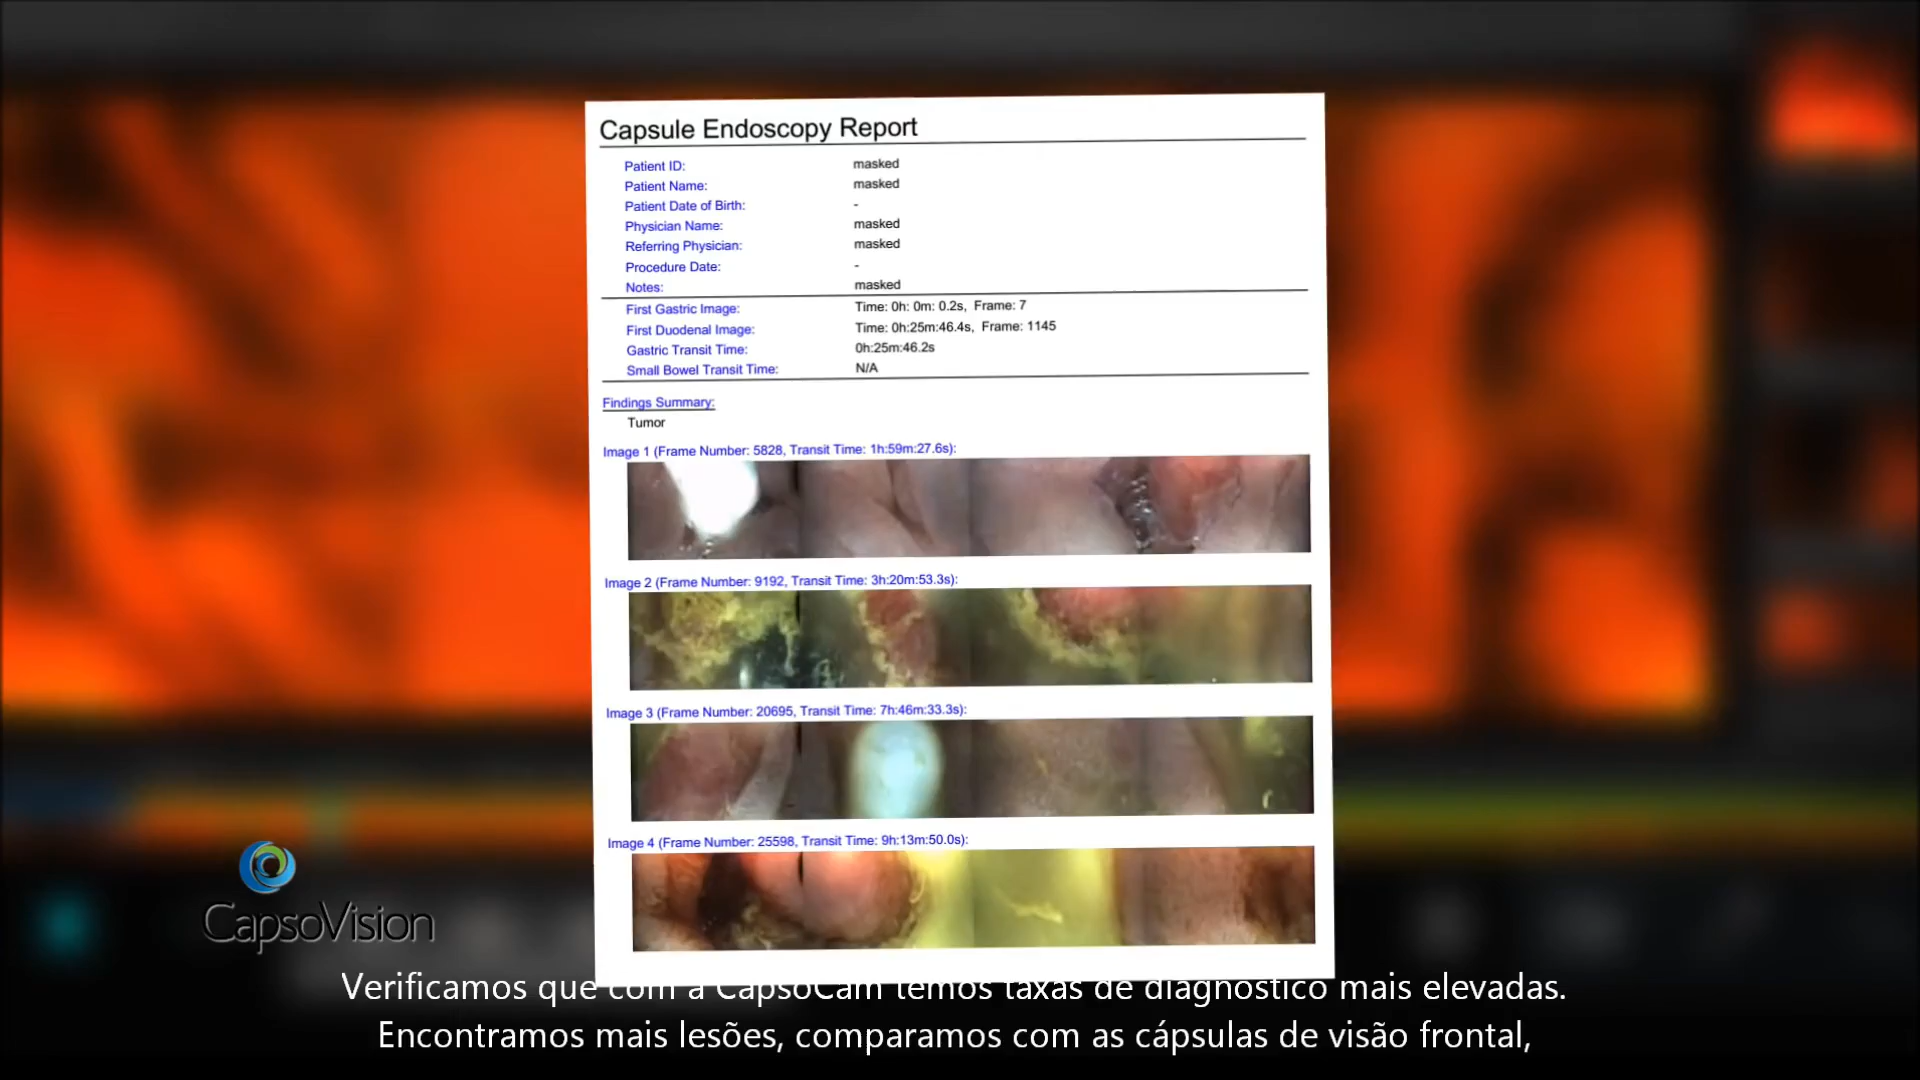 Capsule Endoscopy Report
Patient ID: masked
Patient Name: masked
Patient Date of Birth: -
Physician Name: masked
Referring Physician: masked
Procedure Date: -
Notes: masked
First Gastric Image: Time: 0h: 0m: 0.2s, Frame: 7
First Duodenal Image: Time: 0h:25m:46.4s, Frame: 1145
Gastric Transit Time: 0h:25m:46.2s
Small Bowel Transit Time: N/A
Findings Summary:
Tumor
Image 1 (Frame Number: 5828, Transit Time: 1h:59m:27.6s):
Image 2 (Frame Number: 9192, Transit Time: 3h:20m:53.3s):
Image 3 (Frame Number: 20695, Transit Time: 7h:46m:33.3s):
Image 4 (Frame Number: 25598, Transit Time: 9h:13m:50.0s):
CapsoVision
Verificamos que com a CapsoCam temos taxas de diagnóstico mais elevadas.
Encontramos mais lesões, comparamos com as cápsulas de visão frontal,